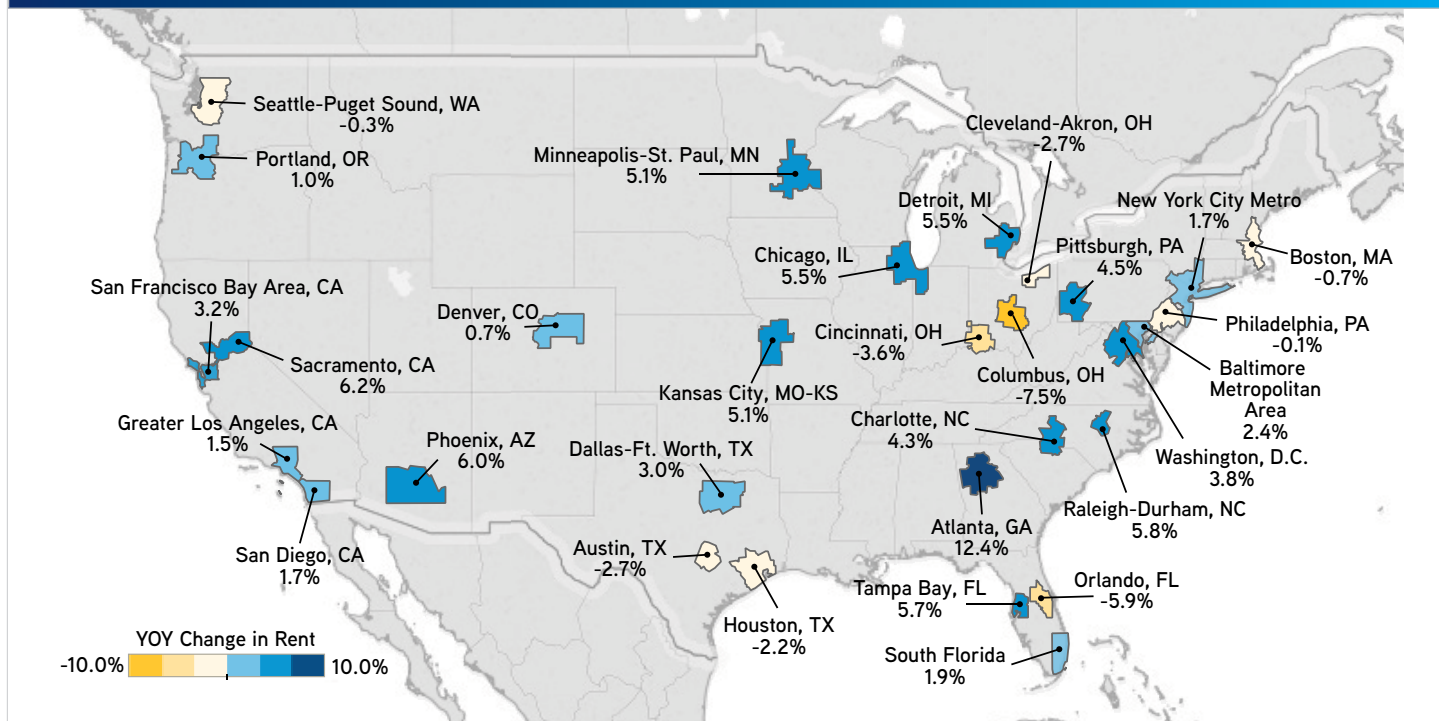 Seattle-Puget Sound, WA
-0.3%
Portland, OR
1.0%
Minneapolis-St. Paul, MN
5.1%
Cleveland-Akron, OH
-2.7%
Detroit, MI
5.5%
New York City Metro
1.7%
Chicago, IL
5.5%
Pittsburgh, PA
4.5%
Boston, MA
-0.7%
San Francisco Bay Area, CA
3.2%
Sacramento, CA
6.2%
Denver, CO
0.7%
Cincinnati, OH
-3.6%
Philadelphia, PA
-0.1%
Baltimore
Metropolitan
Area
2.4%
Columbus, OH
-7.5%
Kansas City, MO-KS
5.1%
Greater Los Angeles, CA
1.5%
Phoenix, AZ
6.0%
Dallas-Ft. Worth, TX
3.0%
Charlotte, NC
4.3%
Washington, D.C.
3.8%
Raleigh-Durham, NC
5.8%
Atlanta, GA
12.4%
San Diego, CA
1.7%
Austin, TX
-2.7%
Houston, TX
-2.2%
Tampa Bay, FL
5.7%
Orlando, FL
-5.9%
South Florida
1.9%
YOY Change in Rent
-10.0% 10.0%